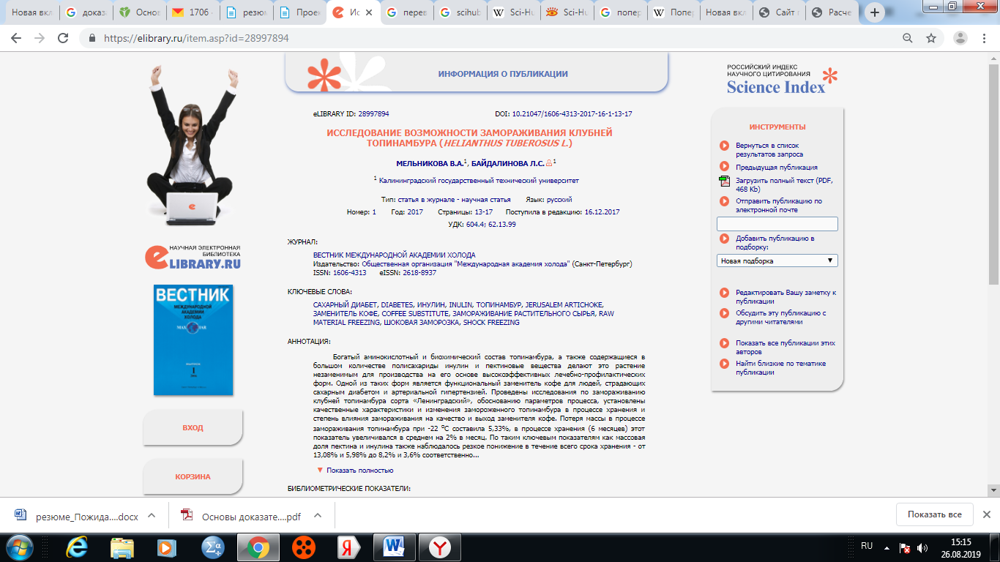 Новая вкл
доказ
Основ
1706
резюм
Проек
Ис
перев
scihub
Sci-Hu
Sci-Hu
попер
Попер
Новая вкл
Сайт
Расче
https://elibrary.ru/item.asp?id=28997894
ИНФОРМАЦИЯ О ПУБЛИКАЦИИ
eLIBRARY ID: 28997894 DOI: 10.21047/1606-4313-2017-16-1-13-17
ИССЛЕДОВАНИЕ ВОЗМОЖНОСТИ ЗАМОРАЖИВАНИЯ КЛУБНЕЙ
ТОПИНАМБУРА (HELIANTHUS TUBEROSUS L.)
МЕЛЬНИКОВА В.А.1, БАЙДАЛИНОВА Л.С. 1
1 Калининградский государственный технический университет
Тип: статья в журнале - научная статья Язык: русский
Номер: 1 Год: 2017 Страницы: 13-17 Поступила в редакцию: 16.12.2017
УДК: 604.4; 62.13.99
ЖУРНАЛ:
ВЕСТНИК МЕЖДУНАРОДНОЙ АКАДЕМИИ ХОЛОДА
Издательство: Общественная организация "Международная академия холода" (Санкт-Петербург)
ISSN: 1606-4313 eISSN: 2618-8937
КЛЮЧЕВЫЕ СЛОВА:
САХАРНЫЙ ДИАБЕТ, DIABETES, ИНУЛИН, INULIN, ТОПИНАМБУР, JERUSALEM ARTICHOKE,
ЗАМЕНИТЕЛЬ КОФЕ, COFFEE SUBSTITUTE, ЗАМОРАЖИВАНИЕ РАСТИТЕЛЬНОГО СЫРЬЯ, RAW
MATERIAL FREEZING, ШОКОВАЯ ЗАМОРОЗКА, SHOCK FREEZING
АННОТАЦИЯ:
Богатый аминокислотный и биохимический состав топинамбура, а также содержащиеся в
большом количестве полисахариды инулин и пектиновые вещества делают это растение
незаменимым для производства на его основе высокоэффективных лечебно-профилактических
форм. Одной из таких форм является функциональный заменитель кофе для людей, страдающих
сахарным диабетом и артериальной гипертензией. Проведены исследования по замораживанию
клубней топинамбура сорта «Ленинградский», обоснованию параметров процесса, установлены
качественные характеристики и изменения замороженного топинамбура в процессе хранения и
степень влияния замораживания на качество и выход заменителя кофе. Потеря массы в процессе
замораживания топинамбура при -22 ºС составила 5,33%, в процессе хранения (6 месяцев) этот
показатель увеличивался в среднем на 2% в месяц. По таким ключевым показателям как массовая
доля пектина и инулина также наблюдалось резкое понижение в течение всего срока хранения - от
13,08% и 5,98% до 8,2% и 3,6% соответственно...
Показать полностью
БИБЛИОМЕТРИЧЕСКИЕ ПОКАЗАТЕЛИ:
НАУЧНАЯ ЭЛЕКТРОННАЯ
БИБЛИОТЕКА
eLIBRARY.RU
ВЕСТНИК
МЕЖДУНАРОДНОЙ
АКАДЕМИИ
ХОЛОДА
1
ВХОД
КОРЗИНА
РОССИЙСКИЙ ИНДЕКС
НАУЧНОГО ЦИТИРОВАНИЯ
Science Index
ИНСТРУМЕНТЫ
Вернуться в список
результатов запроса
Предыдущая публикация
Загрузить полный текст (PDF,
468 Kb)
Отправить публикацию по
электронной почте
Добавить публикацию в
подборку:
Новая подборка
Редактировать Вашу заметку к
публикации
Обсудить эту публикацию с
другими читателями
Показать все публикации этих
авторов
Найти близкие по тематике
публикации
резюме_Пожида....docx
Основы доказате....pdf
Показать все
RU
15:15
26.08.2019